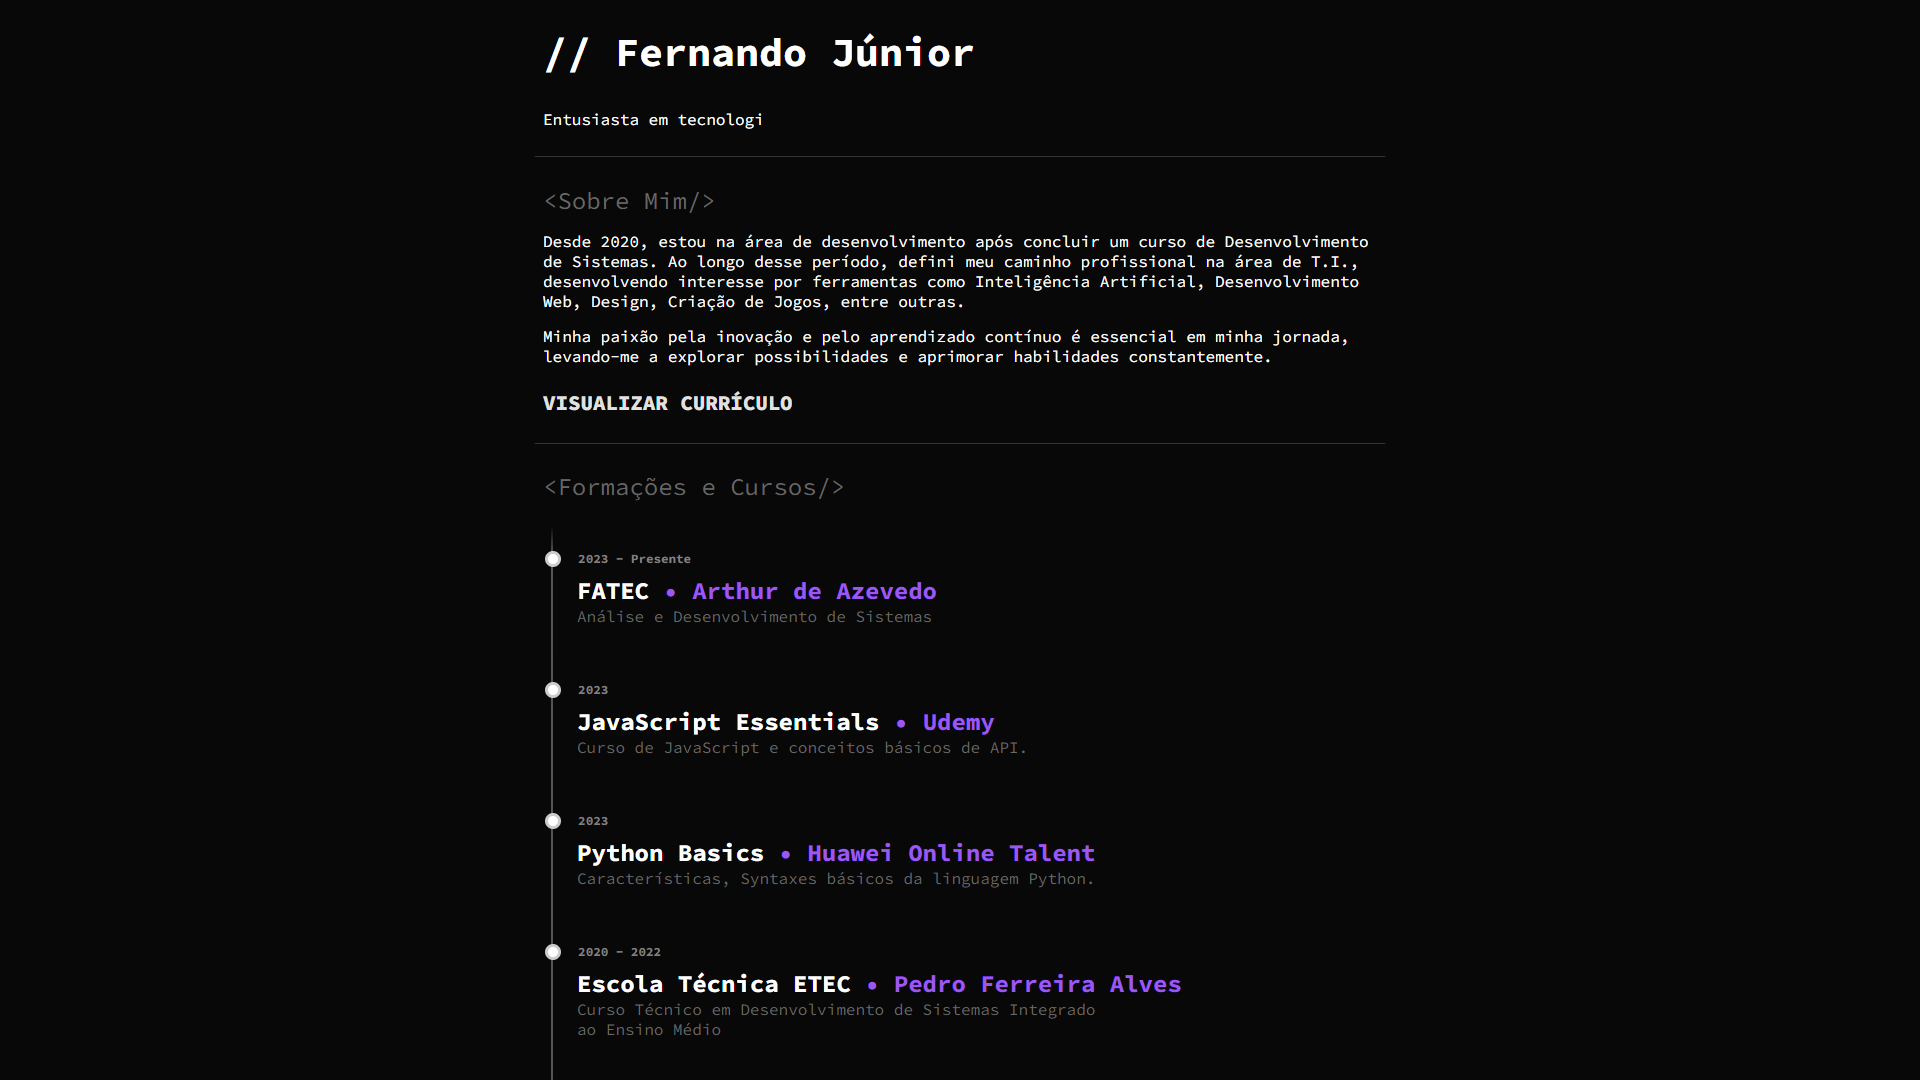 // Fernando Júnior
Entusiasta em tecnologi
<Sobre Mim/>
Desde 2020, estou na área de desenvolvimento após concluir um curso de Desenvolvimento
de Sistemas. Ao longo desse período, defini meu caminho profissional na área de T.I.,
desenvolvendo interesse por ferramentas como Inteligência Artificial, Desenvolvimento
Web, Design, Criação de Jogos, entre outras.
Minha paixão pela inovação e pelo aprendizado contínuo é essencial em minha jornada,
levando-me a explorar possibilidades e aprimorar habilidades constantemente.
VISUALIZAR CURRÍCULO
<Formações e Cursos/>
2023 - Presente
FATEC • Arthur de Azevedo
Análise e Desenvolvimento de Sistemas
2023
JavaScript Essentials • Udemy
Curso de JavaScript e conceitos básicos de API.
2023
Python Basics • Huawei Online Talent
Características, Syntaxes básicos da linguagem Python.
2020 - 2022
Escola Técnica ETEC • Pedro Ferreira Alves
Curso Técnico em Desenvolvimento de Sistemas Integrado
ao Ensino Médio